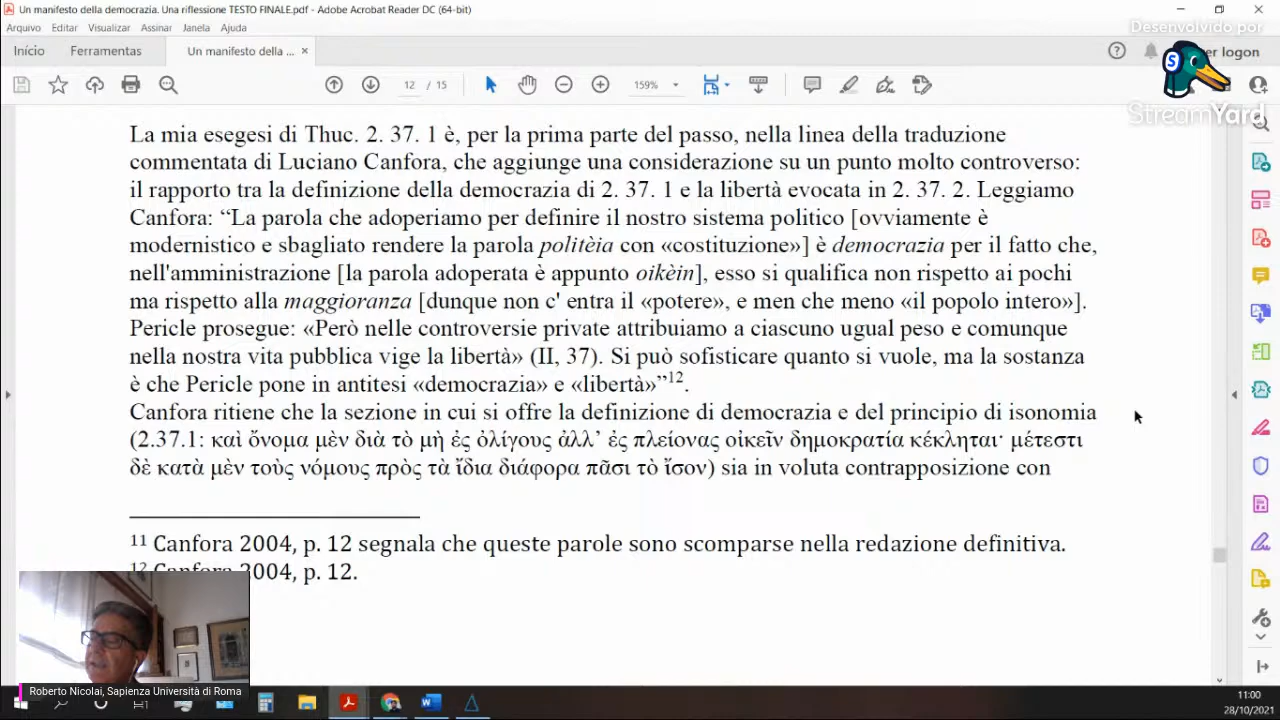 Un manifesto della democrazia. Una riflessione TESTO FINALE.pdf - Adobe Acrobat Reader DC (64-bit)
Arquivo Editar Visualizar Assinar Janela Ajuda
Desenvolvido por
Início Ferramentas Un manifesto della ... ×
er logon
12 / 15 159%
StreamYard
La mia esegesi di Thuc. 2. 37. 1 è, per la prima parte del passo, nella linea della traduzione
commentata di Luciano Canfora, che aggiunge una considerazione su un punto molto controverso:
il rapporto tra la definizione della democrazia di 2. 37. 1 e la libertà evocata in 2. 37. 2. Leggiamo
Canfora: “La parola che adoperiamo per definire il nostro sistema politico [ovviamente è
modernistico e sbagliato rendere la parola politèia con «costituzione»] è democrazia per il fatto che,
nell'amministrazione [la parola adoperata è appunto oikèin], esso si qualifica non rispetto ai pochi
ma rispetto alla maggioranza [dunque non c' entra il «potere», e men che meno «il popolo intero»].
Pericle prosegue: «Però nelle controversie private attribuiamo a ciascuno ugual peso e comunque
nella nostra vita pubblica vige la libertà» (II, 37). Si può sofisticare quanto si vuole, ma la sostanza
è che Pericle pone in antitesi «democrazia» e «libertà»”12.
Canfora ritiene che la sezione in cui si offre la definizione di democrazia e del principio di isonomia
(2.37.1: καὶ ὄνομα μὲν διὰ τὸ μὴ ἐς ὀλίγους ἀλλ’ ἐς πλείονας οἰκεῖν δημοκρατία κέκληται· μέτεστι
δὲ κατὰ μὲν τοὺς νόμους πρὸς τὰ ἴδια διάφορα πᾶσι τὸ ἴσον) sia in voluta contrapposizione con
11 Canfora 2004, p. 12 segnala che queste parole sono scomparse nella redazione definitiva.
12 Canfora 2004, p. 12.
Roberto Nicolai, Sapienza Università di Roma
11:00
28/10/2021